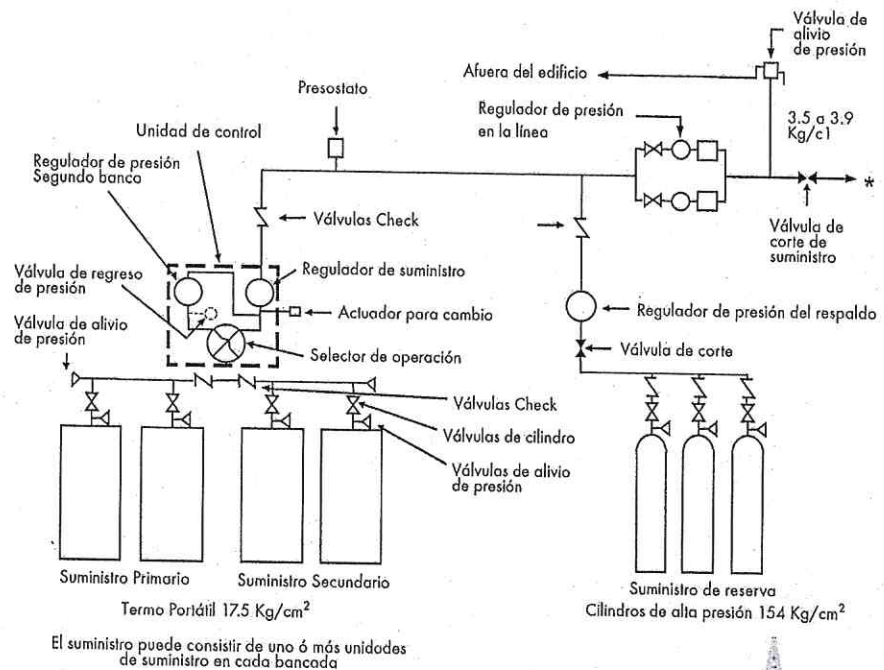 Válvula de
alivio
de presión
Afuera del edificio
Presostato
Regulador de presión
en la línea
3.5 a 3.9
Kg/c1
Unidad de control
Regulador de presión
Segundo banca
Válvulas Check
*
Válvula de
corte de
suministro
Válvula de regreso
de presión
Regulador de suministro
Válvula de alivio
de presión
Actuador para cambio
Regulador de presión del respaldo
Selector de operación
Válvula de corte
Válvulas Check
Válvulas de cilindro
Válvulas de alivio
de presión
Suministro Primario
Suministro Secundario
Termo Portátil 17.5 Kg/cm²
Suministro de reserva
Cilindros de alta presión 154 Kg/cm²
El suministro puede consistir de uno ó más unidades
de suministro en cada bancada